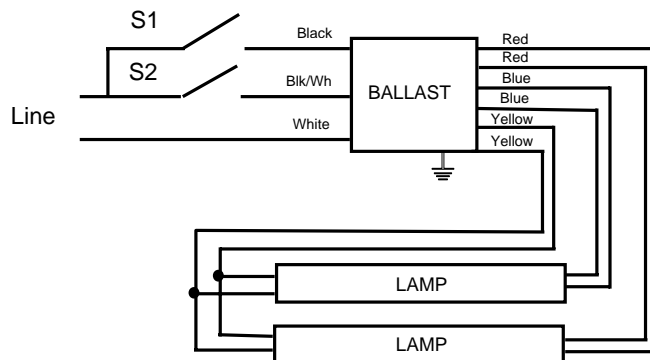 S1
Black
S2
Blk/Wh
Line
White
BALLAST
Red
Red
Blue
Blue
Yellow
Yellow
LAMP
LAMP